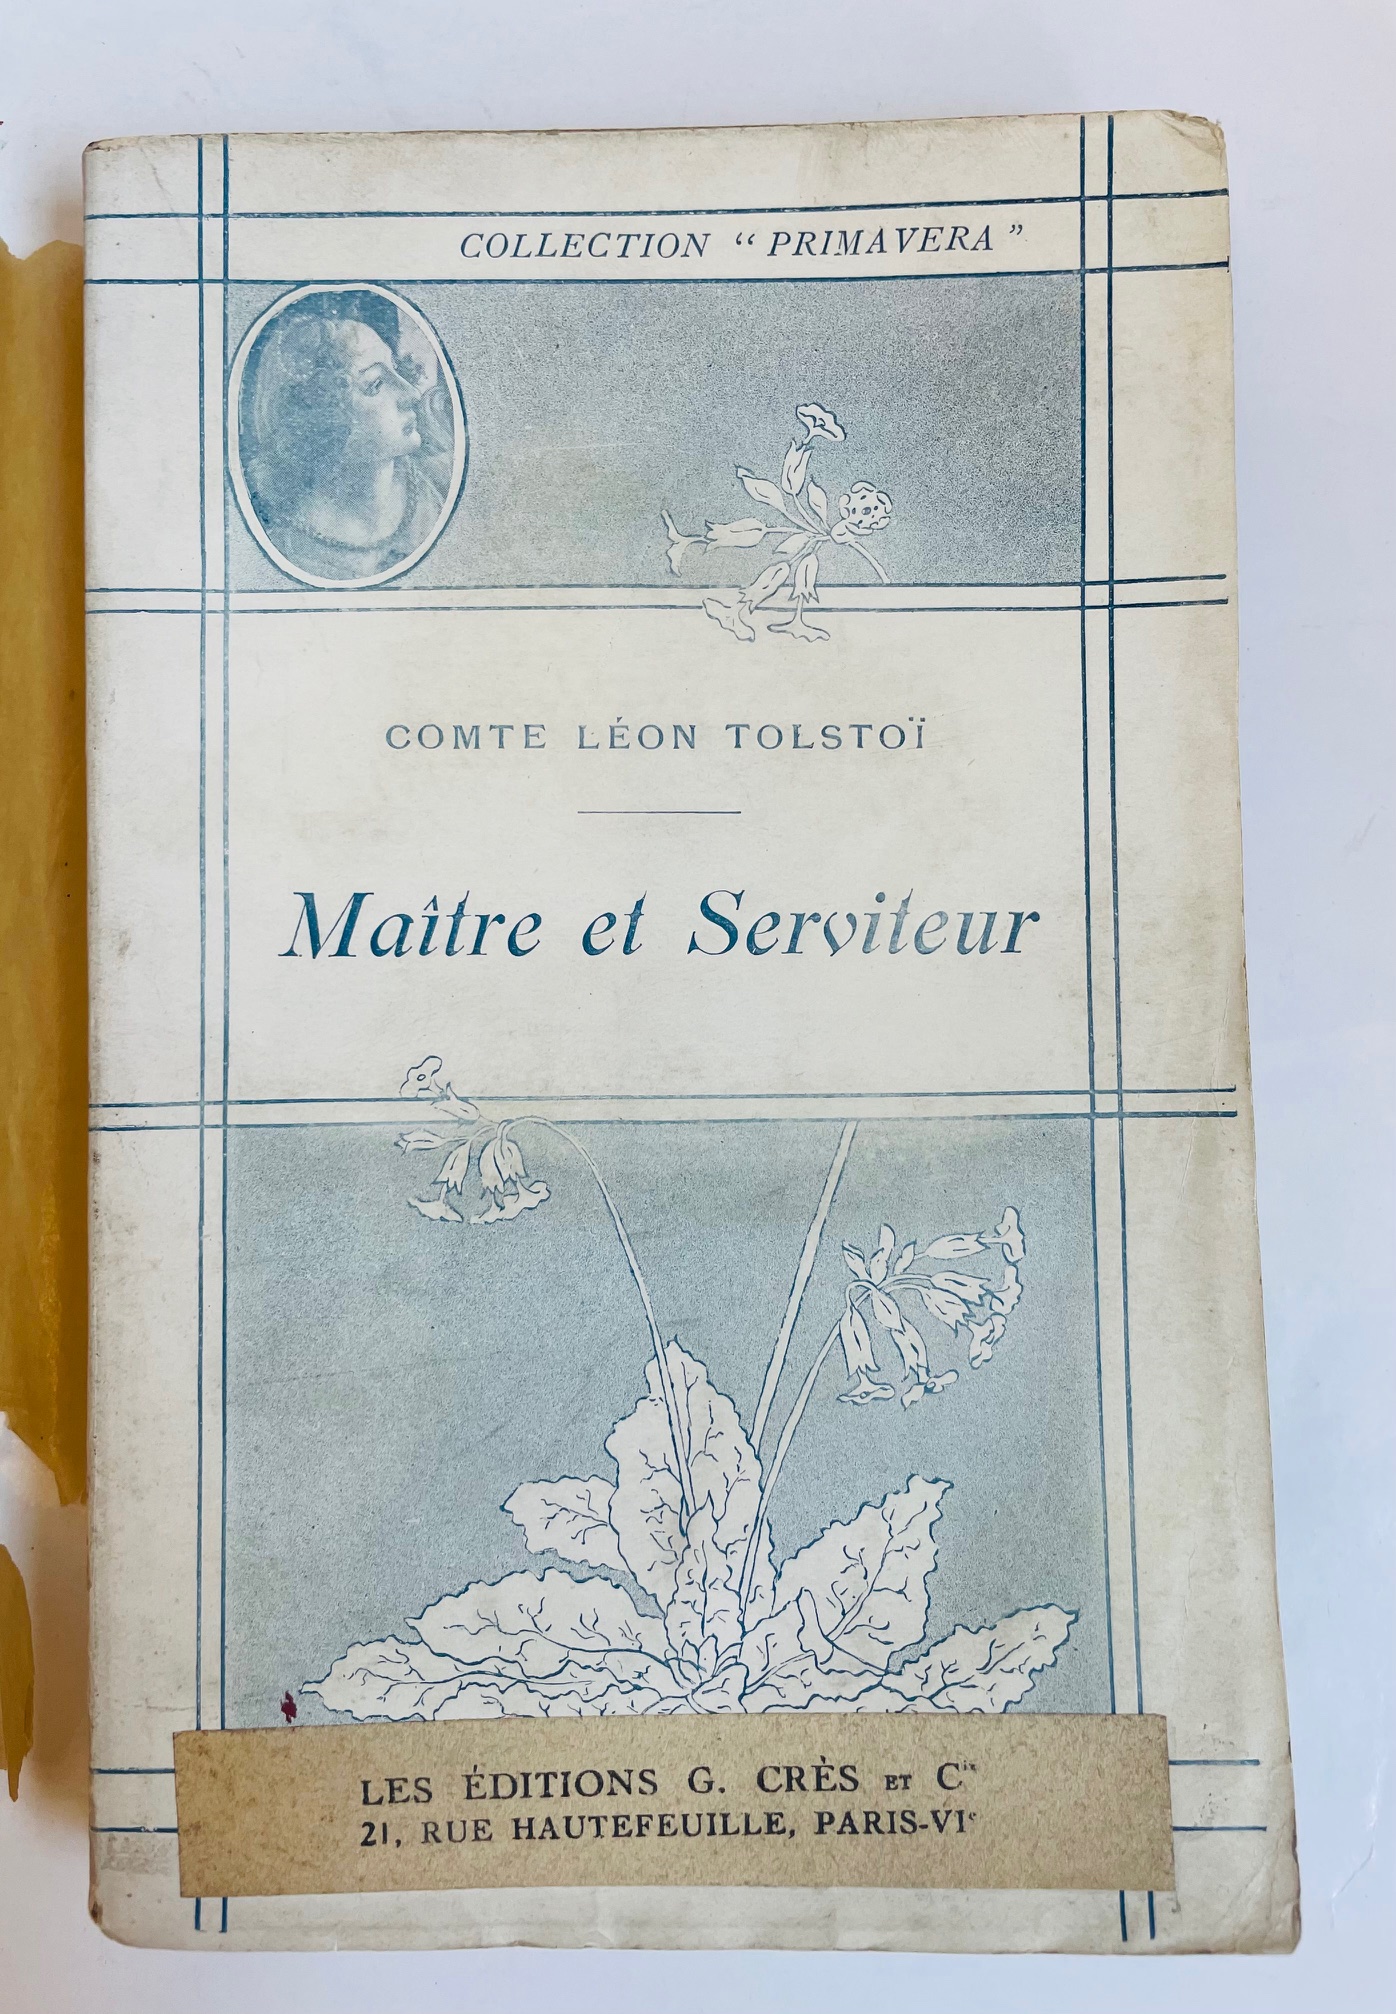 COLLECTION “ PRIMAVERA ”
COMTE LÉON TOLSTOÏ
Maître et Serviteur
LES ÉDITIONS G. CRÈS ET Cie
21, RUE HAUTEFEUILLE, PARIS-VIe